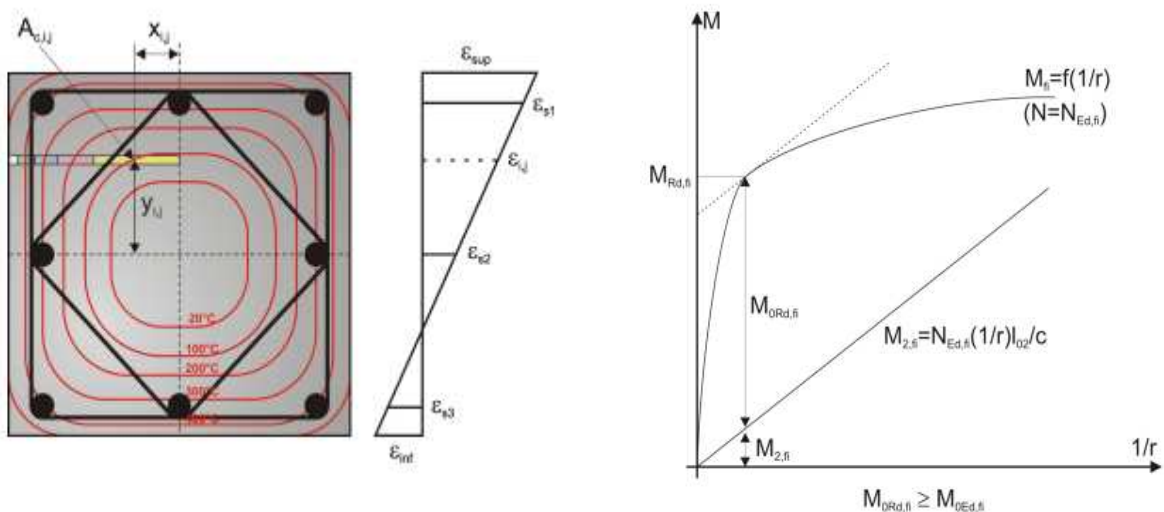 A_c,i,j
x_i,j
y_i,j
20°C
100°C
200°C
300°C
ε_sup
ε_s1
ε_i,j
ε_s2
ε_s3
ε_inf
M
M_fi=f(1/r)
(N=N_Ed,fi)
M_Rd,fi
M_0Rd,fi
M_2,fi=N_Ed,fi(1/r)l_02/c
M_2,fi
1/r
M_0Rd,fi ≥ M_0Ed,fi